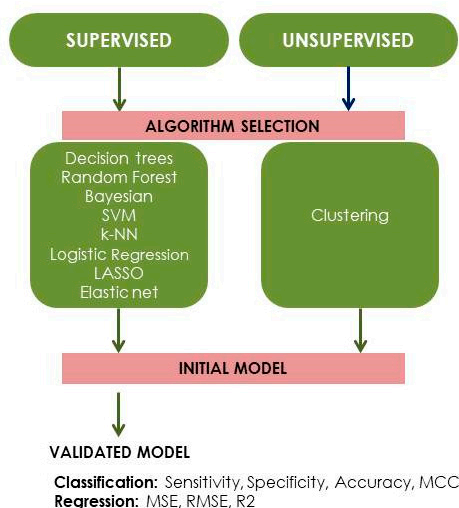 SUPERVISED
UNSUPERVISED
ALGORITHM SELECTION
Decision trees
Random Forest
Bayesian
SVM
k-NN
Logistic Regression
LASSO
Elastic net
Clustering
INITIAL MODEL
VALIDATED MODEL
Classification: Sensitivity, Specificity, Accuracy, MCC
Regression: MSE, RMSE, R2